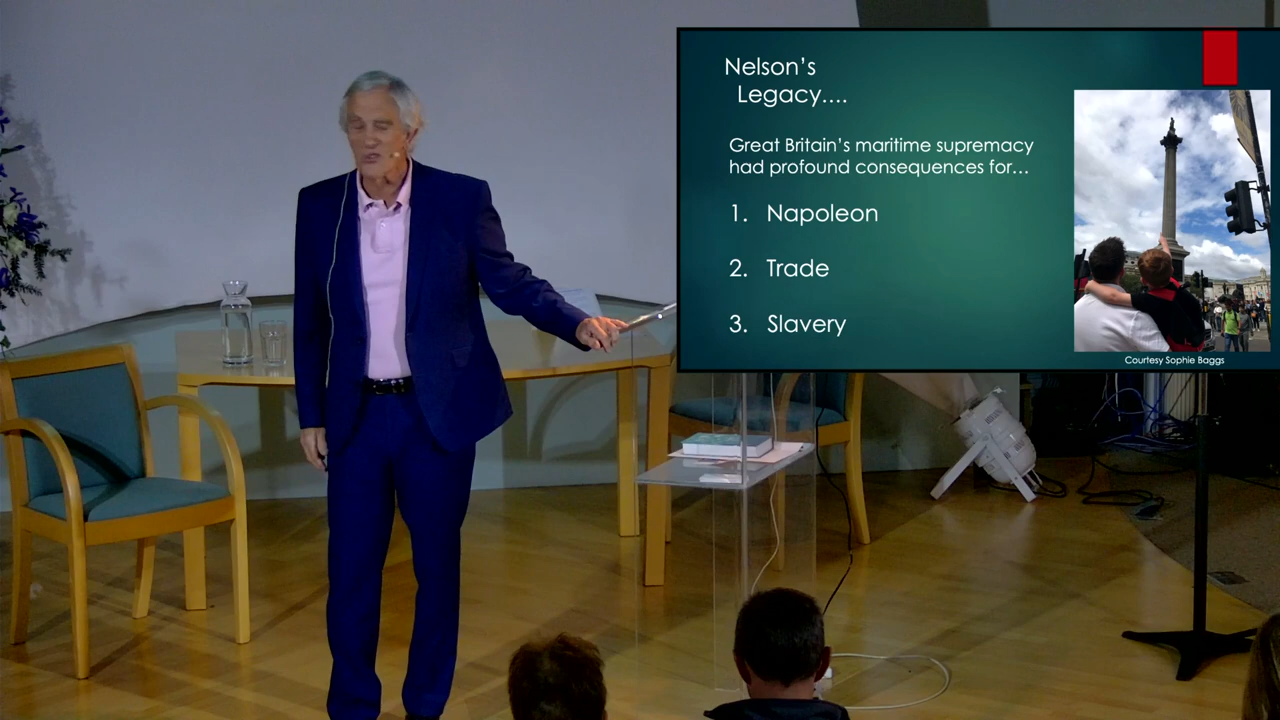 Nelson’s
Legacy....
Great Britain’s maritime supremacy
had profound consequences for...
1. Napoleon
2. Trade
3. Slavery
Courtesy Sophie Baggs